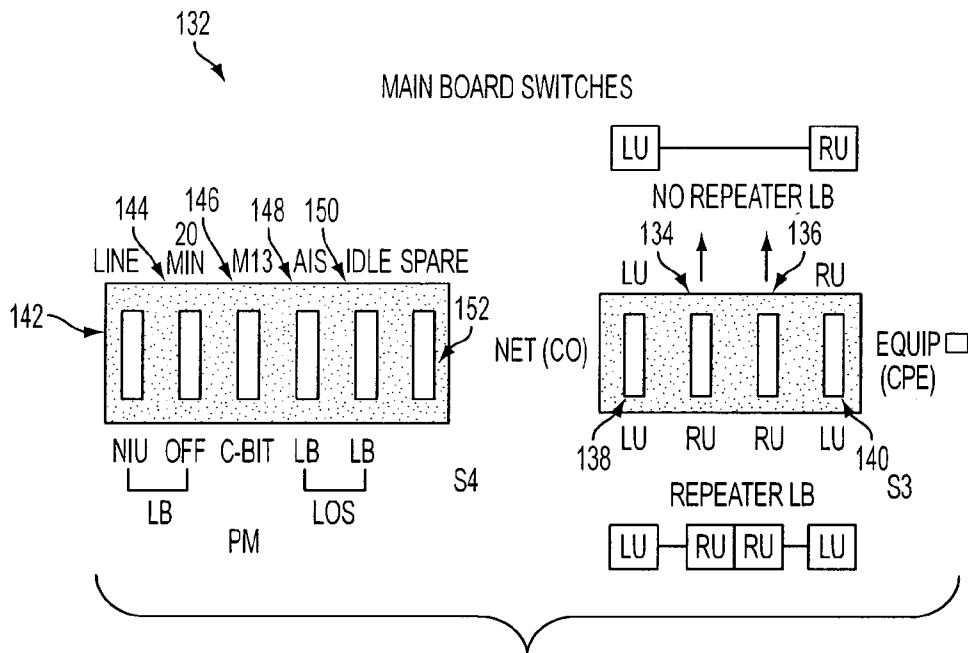 132
MAIN BOARD SWITCHES
LU RU
NO REPEATER LB
144 146 148 150 134 136
20
LINE MIN M13 AIS IDLE SPARE LU RU
142 152 NET (CO) EQUIP
(CPE)
138 140
NIU OFF C-BIT LB LB LU RU RU LU
S4 S3
LB LOS REPEATER LB
PM
LU RU RU LU